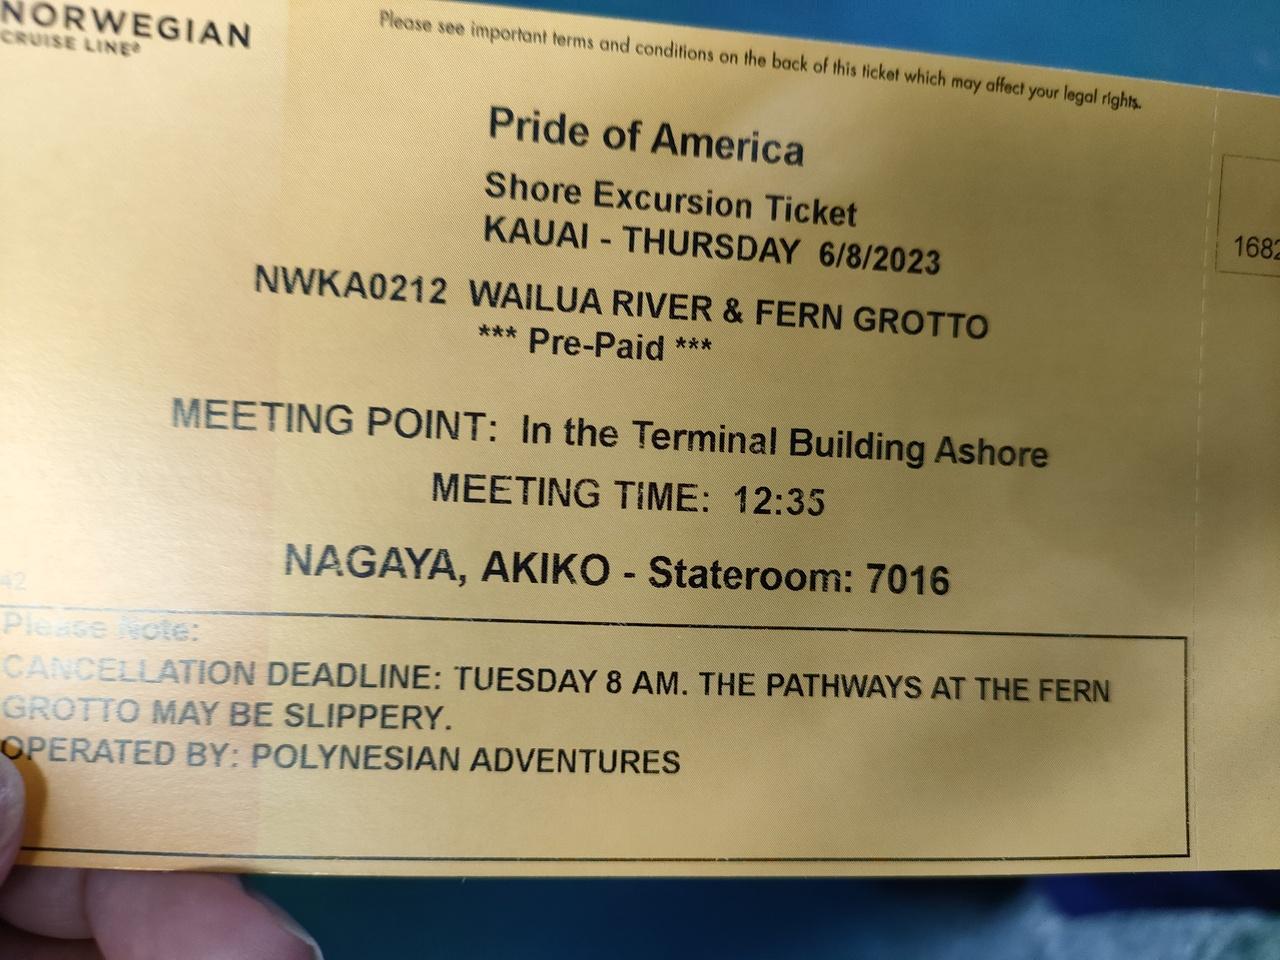 NORWEGIAN
CRUISE LINE®
Please see important terms and conditions on the back of this ticket which may affect your legal rights.
Pride of America
Shore Excursion Ticket
KAUAI - THURSDAY 6/8/2023
NWKA0212 WAILUA RIVER & FERN GROTTO
*** Pre-Paid ***
MEETING POINT: In the Terminal Building Ashore
MEETING TIME: 12:35
NAGAYA, AKIKO - Stateroom: 7016
42
Please Note:
CANCELLATION DEADLINE: TUESDAY 8 AM. THE PATHWAYS AT THE FERN
GROTTO MAY BE SLIPPERY.
OPERATED BY: POLYNESIAN ADVENTURES
1682